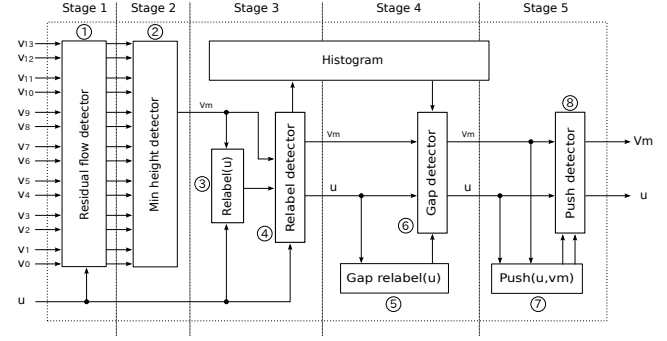 Stage 1 Stage 2 Stage 3 Stage 4 Stage 5
① ②
V13
V12
V11
V10
V9
V8
V7
V6
V5
V4
V3
V2
V1
V0
u
Residual flow detector
Min height detector
Vm
③
Relabel(u)
④
Relabel detector
Histogram
Vm
u
⑥
Gap detector
⑤
Gap relabel(u)
Vm
u
⑧
Push detector
⑦
Push(u,vm)
Vm
u